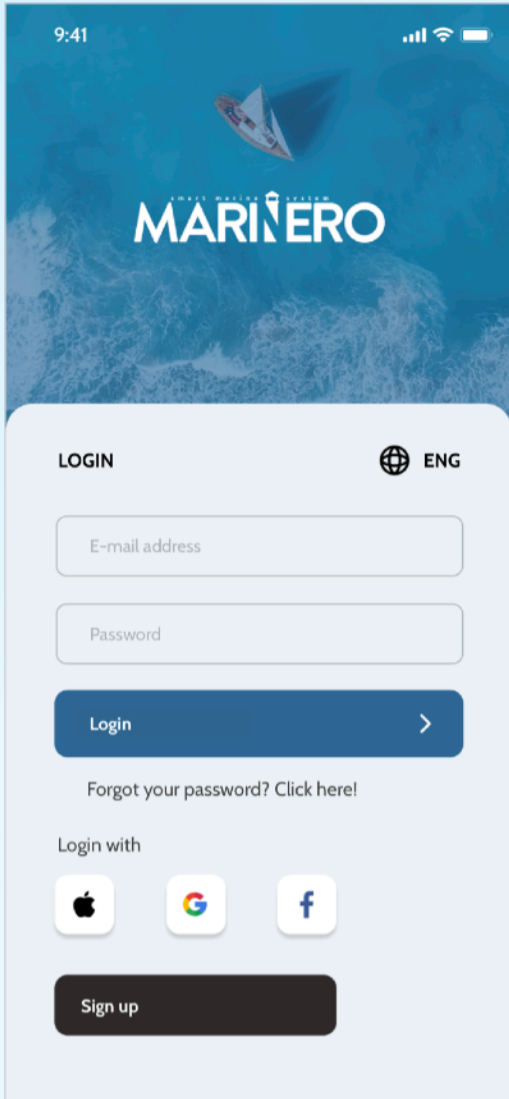 9:41
smart marine system
MARIÑERO
LOGIN
ENG
E-mail address
Password
Login
Forgot your password? Click here!
Login with
Sign up